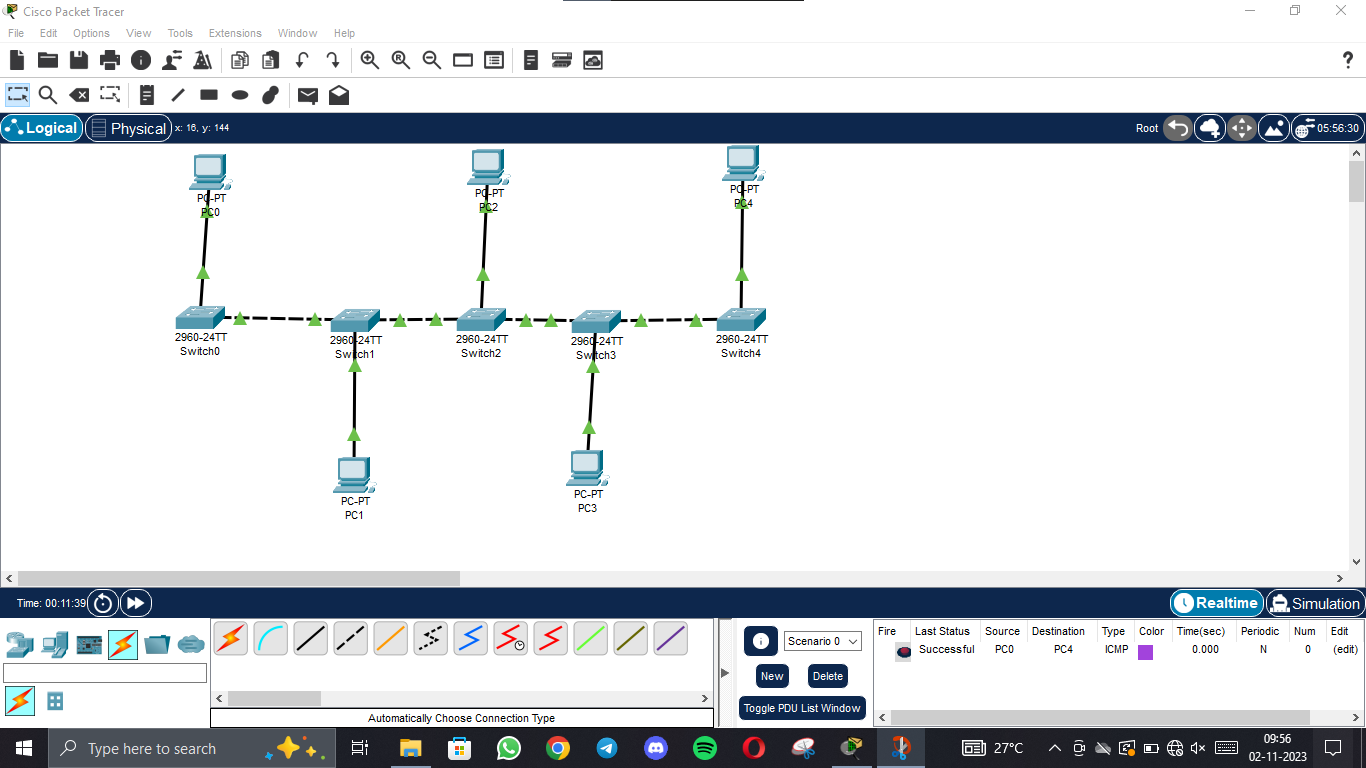 Cisco Packet Tracer
File Edit Options View Tools Extensions Window Help
Logical Physical x: 16, y: 144 Root 05:56:30
PC-PT
PC0
PC-PT
PC2
PC-PT
PC4
2960-24TT
Switch0
2960-24TT
Switch1
2960-24TT
Switch2
2960-24TT
Switch3
2960-24TT
Switch4
PC-PT
PC1
PC-PT
PC3
Time: 00:11:39 Realtime Simulation
Scenario 0
New Delete
Toggle PDU List Window
Fire Last Status Source Destination Type Color Time(sec) Periodic Num Edit
Successful PC0 PC4 ICMP 0.000 N 0 (edit)
Automatically Choose Connection Type
Type here to search
27°C
09:56
02-11-2023